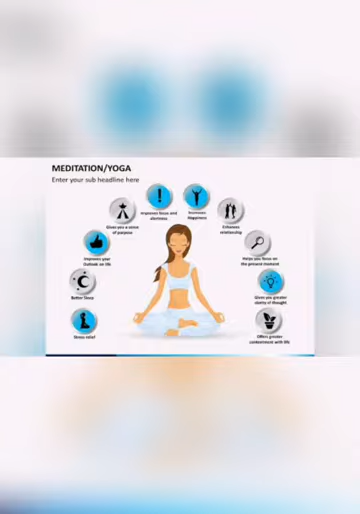 MEDITATION/YOGA
Enter your sub headline here
Improves focus and
alertness
Increases
Happiness
Gives you a sense
of purpose
Enhances
relationship
Improves your
Outlook on life
Helps you focus on
the present moment
Better Sleep
Gives you greater
clarity of thought
Stress relief
Offers greater
contentment with life